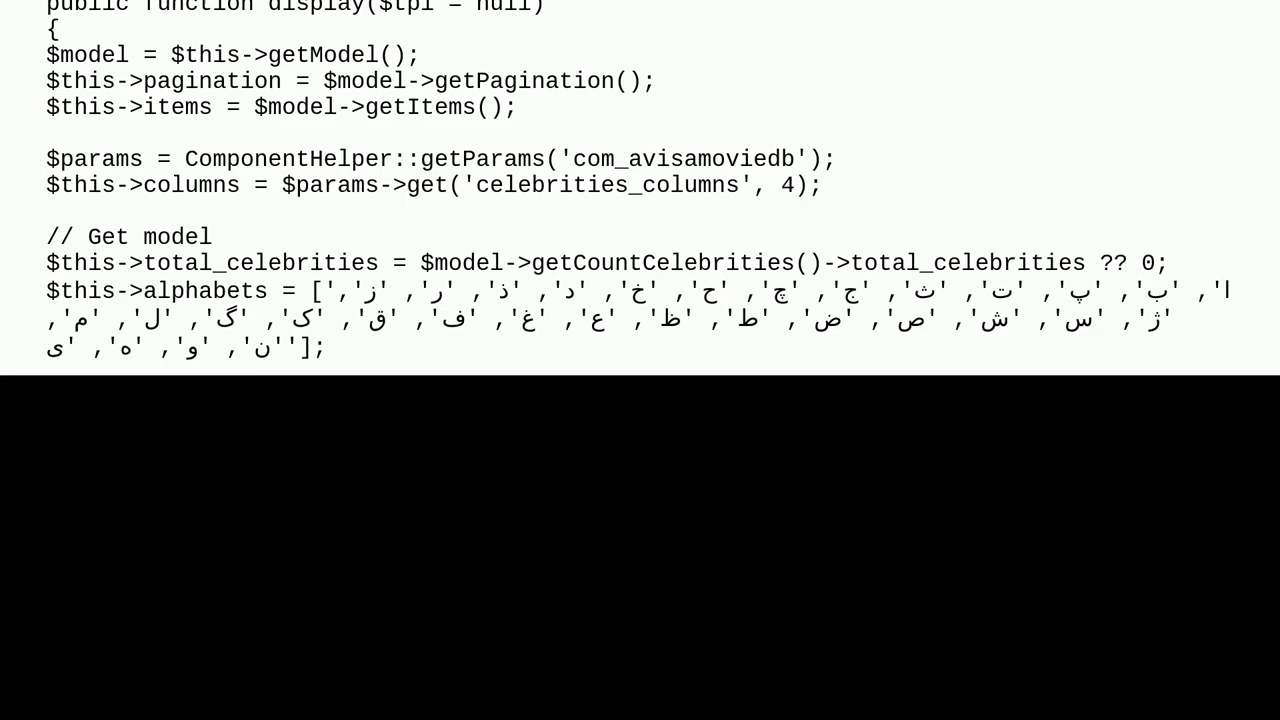 public function display($tpl = null)
{
$model = $this->getModel();
$this->pagination = $model->getPagination();
$this->items = $model->getItems();
$params = ComponentHelper::getParams('com_avisamoviedb');
$this->columns = $params->get('celebrities_columns', 4);
// Get model
$this->total_celebrities = $model->getCountCelebrities()->total_celebrities ?? 0;
$this->alphabets = ['ا', 'ب', 'پ', 'ت', 'ث', 'ج', 'چ', 'ح', 'خ', 'د', 'ذ', 'ر', 'ز',
'ژ', 'س', 'ش', 'ص', 'ض', 'ط', 'ظ', 'ع', 'غ', 'ف', 'ق', 'ک', 'گ', 'ل', 'م',
'ن', 'و', 'ه', 'ی'];